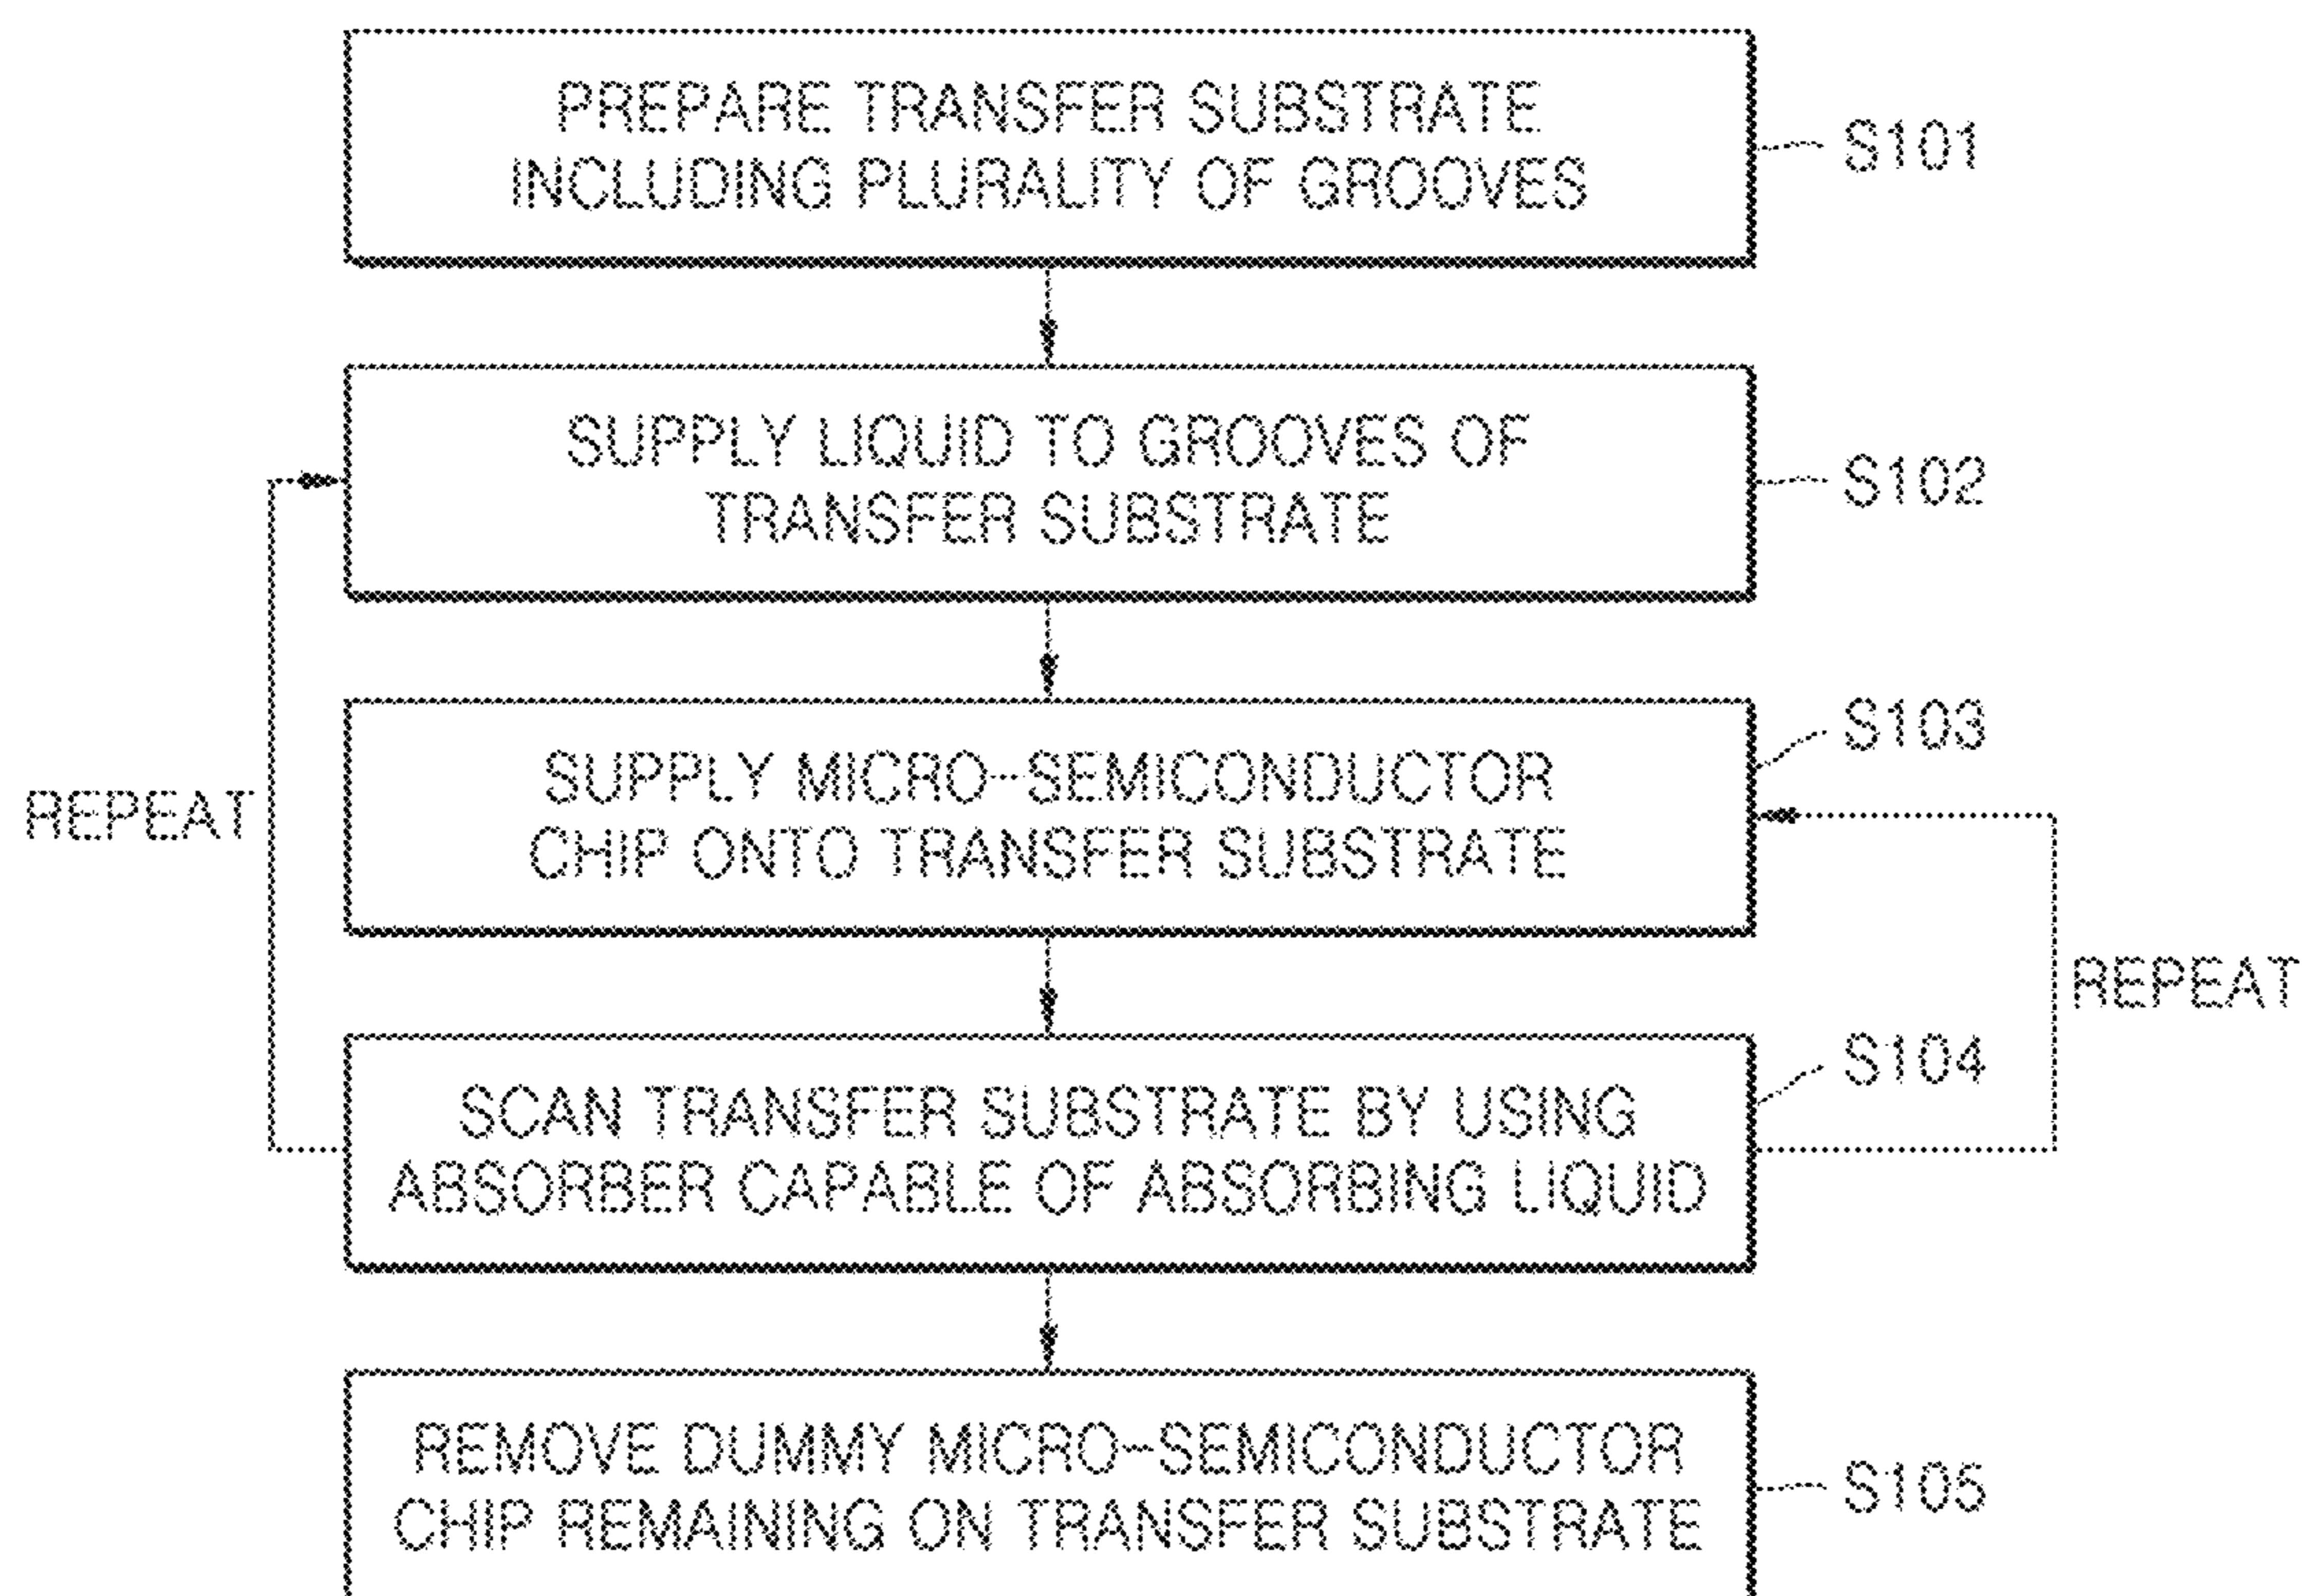 PREPARE TRANSFER SUBSTRATE
INCLUDING PLURALITY OF GROOVES
S101
SUPPLY LIQUID TO GROOVES OF
TRANSFER SUBSTRATE
S102
SUPPLY MICRO-SEMICONDUCTOR
CHIP ONTO TRANSFER SUBSTRATE
S103
REPEAT
REPEAT
SCAN TRANSFER SUBSTRATE BY USING
ABSORBER CAPABLE OF ABSORBING LIQUID
S104
REMOVE DUMMY MICRO-SEMICONDUCTOR
CHIP REMAINING ON TRANSFER SUBSTRATE
S105